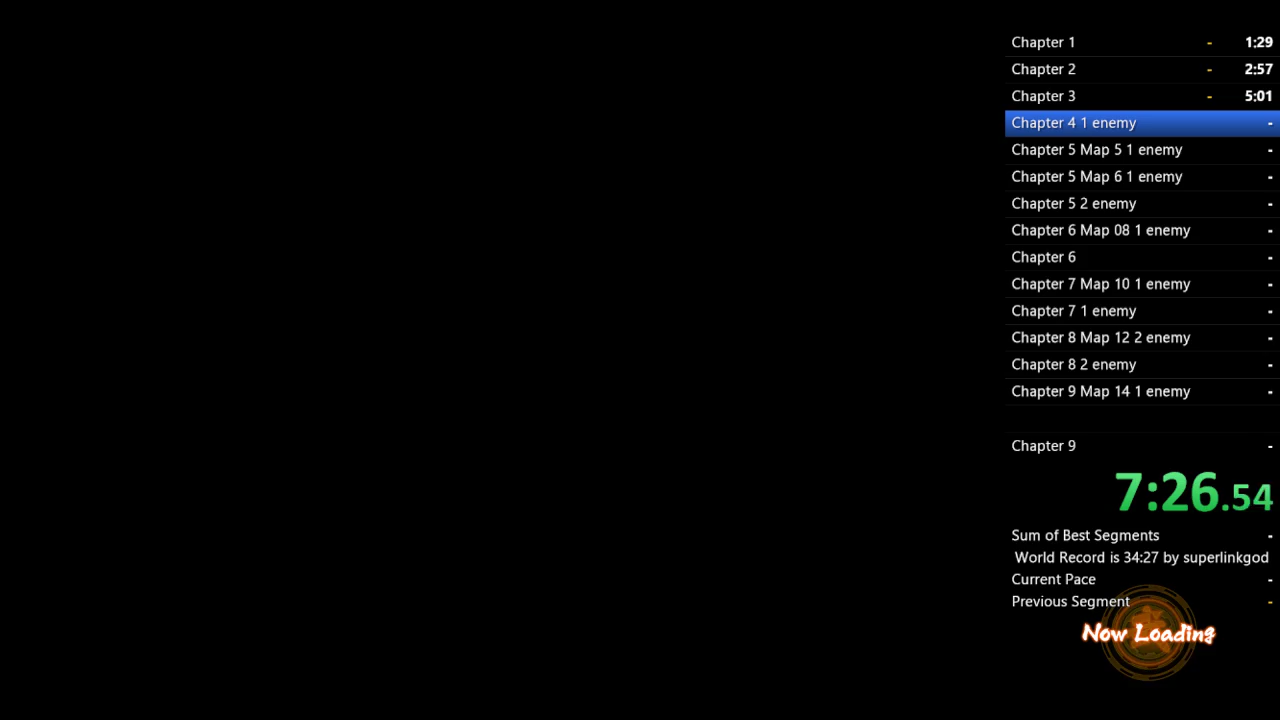 Chapter 1 - 1:29
Chapter 2 - 2:57
Chapter 3 - 5:01
Chapter 4 1 enemy -
Chapter 5 Map 5 1 enemy -
Chapter 5 Map 6 1 enemy -
Chapter 5 2 enemy -
Chapter 6 Map 08 1 enemy -
Chapter 6 -
Chapter 7 Map 10 1 enemy -
Chapter 7 1 enemy -
Chapter 8 Map 12 2 enemy -
Chapter 8 2 enemy -
Chapter 9 Map 14 1 enemy -
Chapter 9 -
7:26.54
Sum of Best Segments -
World Record is 34:27 by superlinkgod
Current Pace -
Previous Segment -
Now Loading